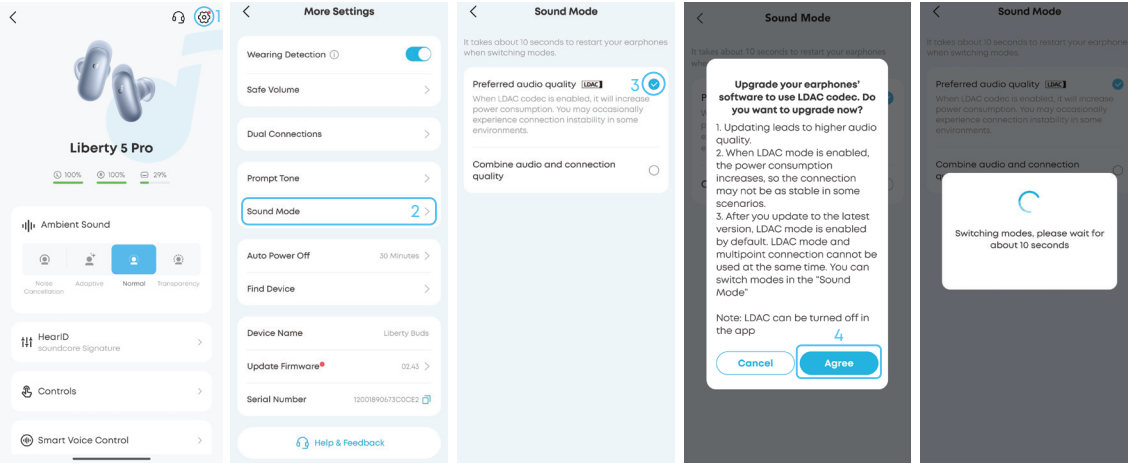 1
Liberty 5 Pro
L 100% R 100% 29%
Ambient Sound
Noise Cancellation
Adaptive
Normal
Transparency
HearID
soundcore Signature
Controls
Smart Voice Control
More Settings
Wearing Detection
Safe Volume
Dual Connections
Prompt Tone
Sound Mode 2
Auto Power Off 30 Minutes
Find Device
Device Name Liberty Buds
Update Firmware 02.43
Serial Number 12001890673C0CE2
Help & Feedback
Sound Mode
It takes about 10 seconds to restart your earphones
when switching modes.
Preferred audio quality LDAC 3
When LDAC codec is enabled, it will increase
power consumption. You may occasionally
experience connection instability in some
environments.
Combine audio and connection
quality
Sound Mode
It takes about 10 seconds to restart your earphones
Upgrade your earphones'
software to use LDAC codec. Do
you want to upgrade now?
1. Updating leads to higher audio
quality.
2. When LDAC mode is enabled,
the power consumption
increases, so the connection
may not be as stable in some
scenarios.
3. After you update to the latest
version, LDAC mode is enabled
by default. LDAC mode and
multipoint connection cannot be
used at the same time. You can
switch modes in the "Sound
Mode"
Note: LDAC can be turned off in
the app
4
Cancel Agree
Sound Mode
It takes about 10 seconds to restart your earphone
when switching modes.
Preferred audio quality LDAC
When LDAC codec is enabled, it will increase
power consumption. You may occasionally
experience connection instability in some
environments.
Combine audio and connection
Switching modes, please wait for
about 10 seconds